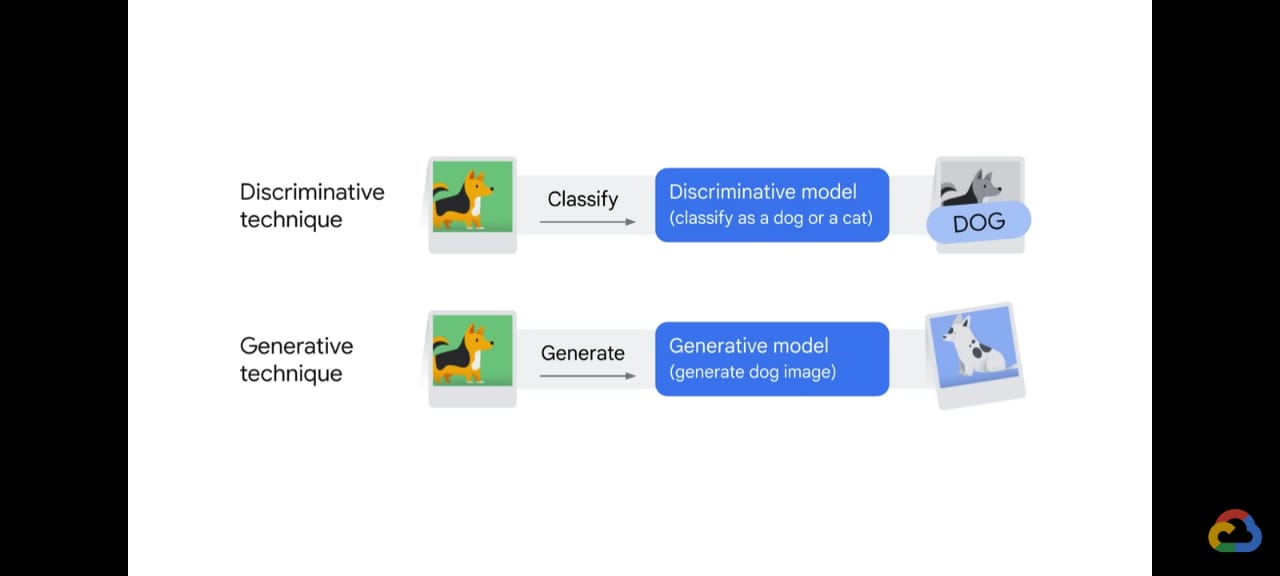 Discriminative
technique
Classify
Discriminative model
(classify as a dog or a cat)
DOG
Generative
technique
Generate
Generative model
(generate dog image)